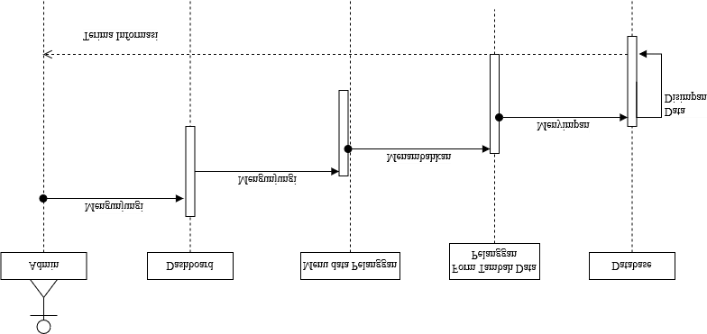 Admin
Dashboard
Menu data Pelanggan
Form Tambah Data
Pelanggan
Database
Mengunjungi
Mengunjungi
Menambahkan
Menyimpan
Data
Disimpan
Terima Informasi